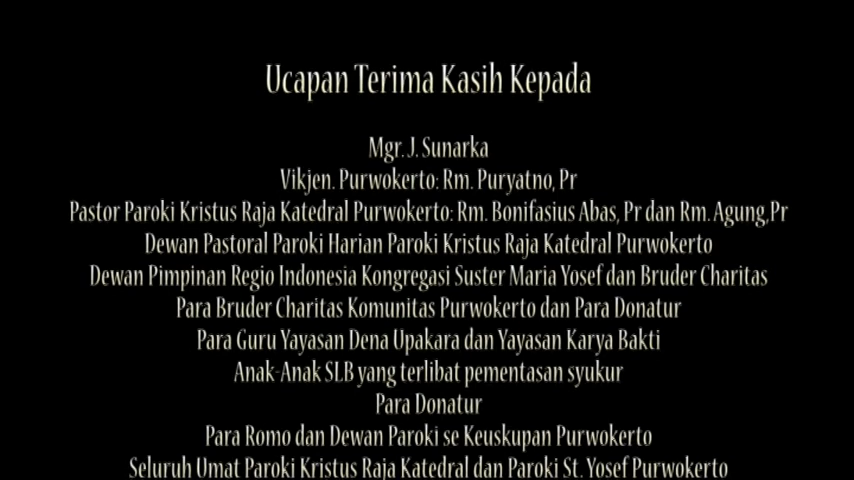 Ucapan Terima Kasih Kepada
Mgr. J. Sunarka
Vikjen. Purwokerto: Rm. Puryatno, Pr
Pastor Paroki Kristus Raja Katedral Purwokerto: Rm. Bonifasius Abas, Pr dan Rm. Agung,Pr
Dewan Pastoral Paroki Harian Paroki Kristus Raja Katedral Purwokerto
Dewan Pimpinan Regio Indonesia Kongregasi Suster Maria Yosef dan Bruder Charitas
Para Bruder Charitas Komunitas Purwokerto dan Para Donatur
Para Guru Yayasan Dena Upakara dan Yayasan Karya Bakti
Anak-Anak SLB yang terlibat pementasan syukur
Para Donatur
Para Romo dan Dewan Paroki se Keuskupan Purwokerto
Seluruh Umat Paroki Kristus Raja Katedral dan Paroki St. Yosef Purwokerto